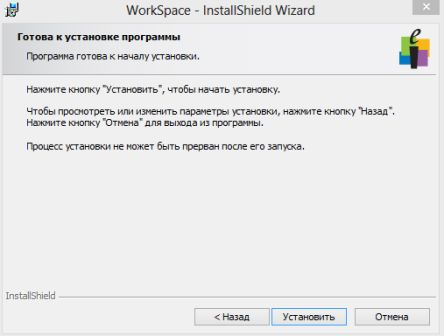 WorkSpace - InstallShield Wizard
Готова к установке программы
Программа готова к началу установки.
Нажмите кнопку "Установить", чтобы начать установку.
Чтобы просмотреть или изменить параметры установки, нажмите кнопку "Назад".
Нажмите кнопку "Отмена" для выхода из программы.
Процесс установки не может быть прерван после его запуска.
InstallShield
< Назад
Установить
Отмена